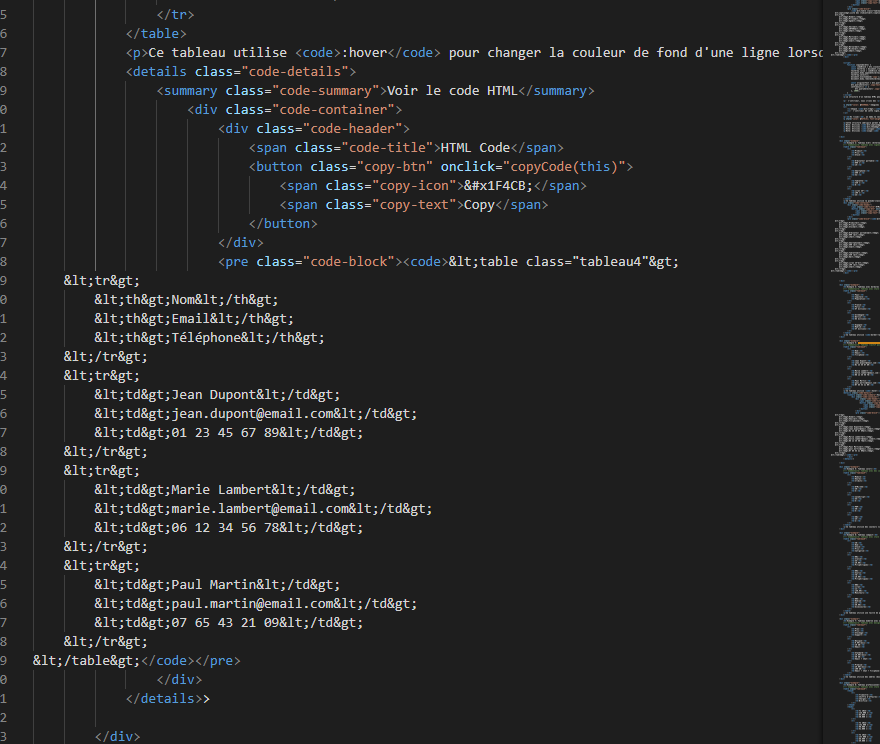 5 </tr>
6 </table>
7 <p>Ce tableau utilise <code>:hover</code> pour changer la couleur de fond d'une ligne lorsq
8 <details class="code-details">
9 <summary class="code-summary">Voir le code HTML</summary>
0 <div class="code-container">
1 <div class="code-header">
2 <span class="code-title">HTML Code</span>
3 <button class="copy-btn" onclick="copyCode(this)">
4 <span class="copy-icon">&#x1F4CB;</span>
5 <span class="copy-text">Copy</span>
6 </button>
7 </div>
8 <pre class="code-block"><code>&lt;table class="tableau4"&gt;
9 &lt;tr&gt;
0 &lt;th&gt;Nom&lt;/th&gt;
1 &lt;th&gt;Email&lt;/th&gt;
2 &lt;th&gt;Téléphone&lt;/th&gt;
3 &lt;/tr&gt;
4 &lt;tr&gt;
5 &lt;td&gt;Jean Dupont&lt;/td&gt;
6 &lt;td&gt;jean.dupont@email.com&lt;/td&gt;
7 &lt;td&gt;01 23 45 67 89&lt;/td&gt;
8 &lt;/tr&gt;
9 &lt;tr&gt;
0 &lt;td&gt;Marie Lambert&lt;/td&gt;
1 &lt;td&gt;marie.lambert@email.com&lt;/td&gt;
2 &lt;td&gt;06 12 34 56 78&lt;/td&gt;
3 &lt;/tr&gt;
4 &lt;tr&gt;
5 &lt;td&gt;Paul Martin&lt;/td&gt;
6 &lt;td&gt;paul.martin@email.com&lt;/td&gt;
7 &lt;td&gt;07 65 43 21 09&lt;/td&gt;
8 &lt;/tr&gt;
9 &lt;/table&gt;</code></pre>
0 </div>
1 </details>>
2
3 </div>